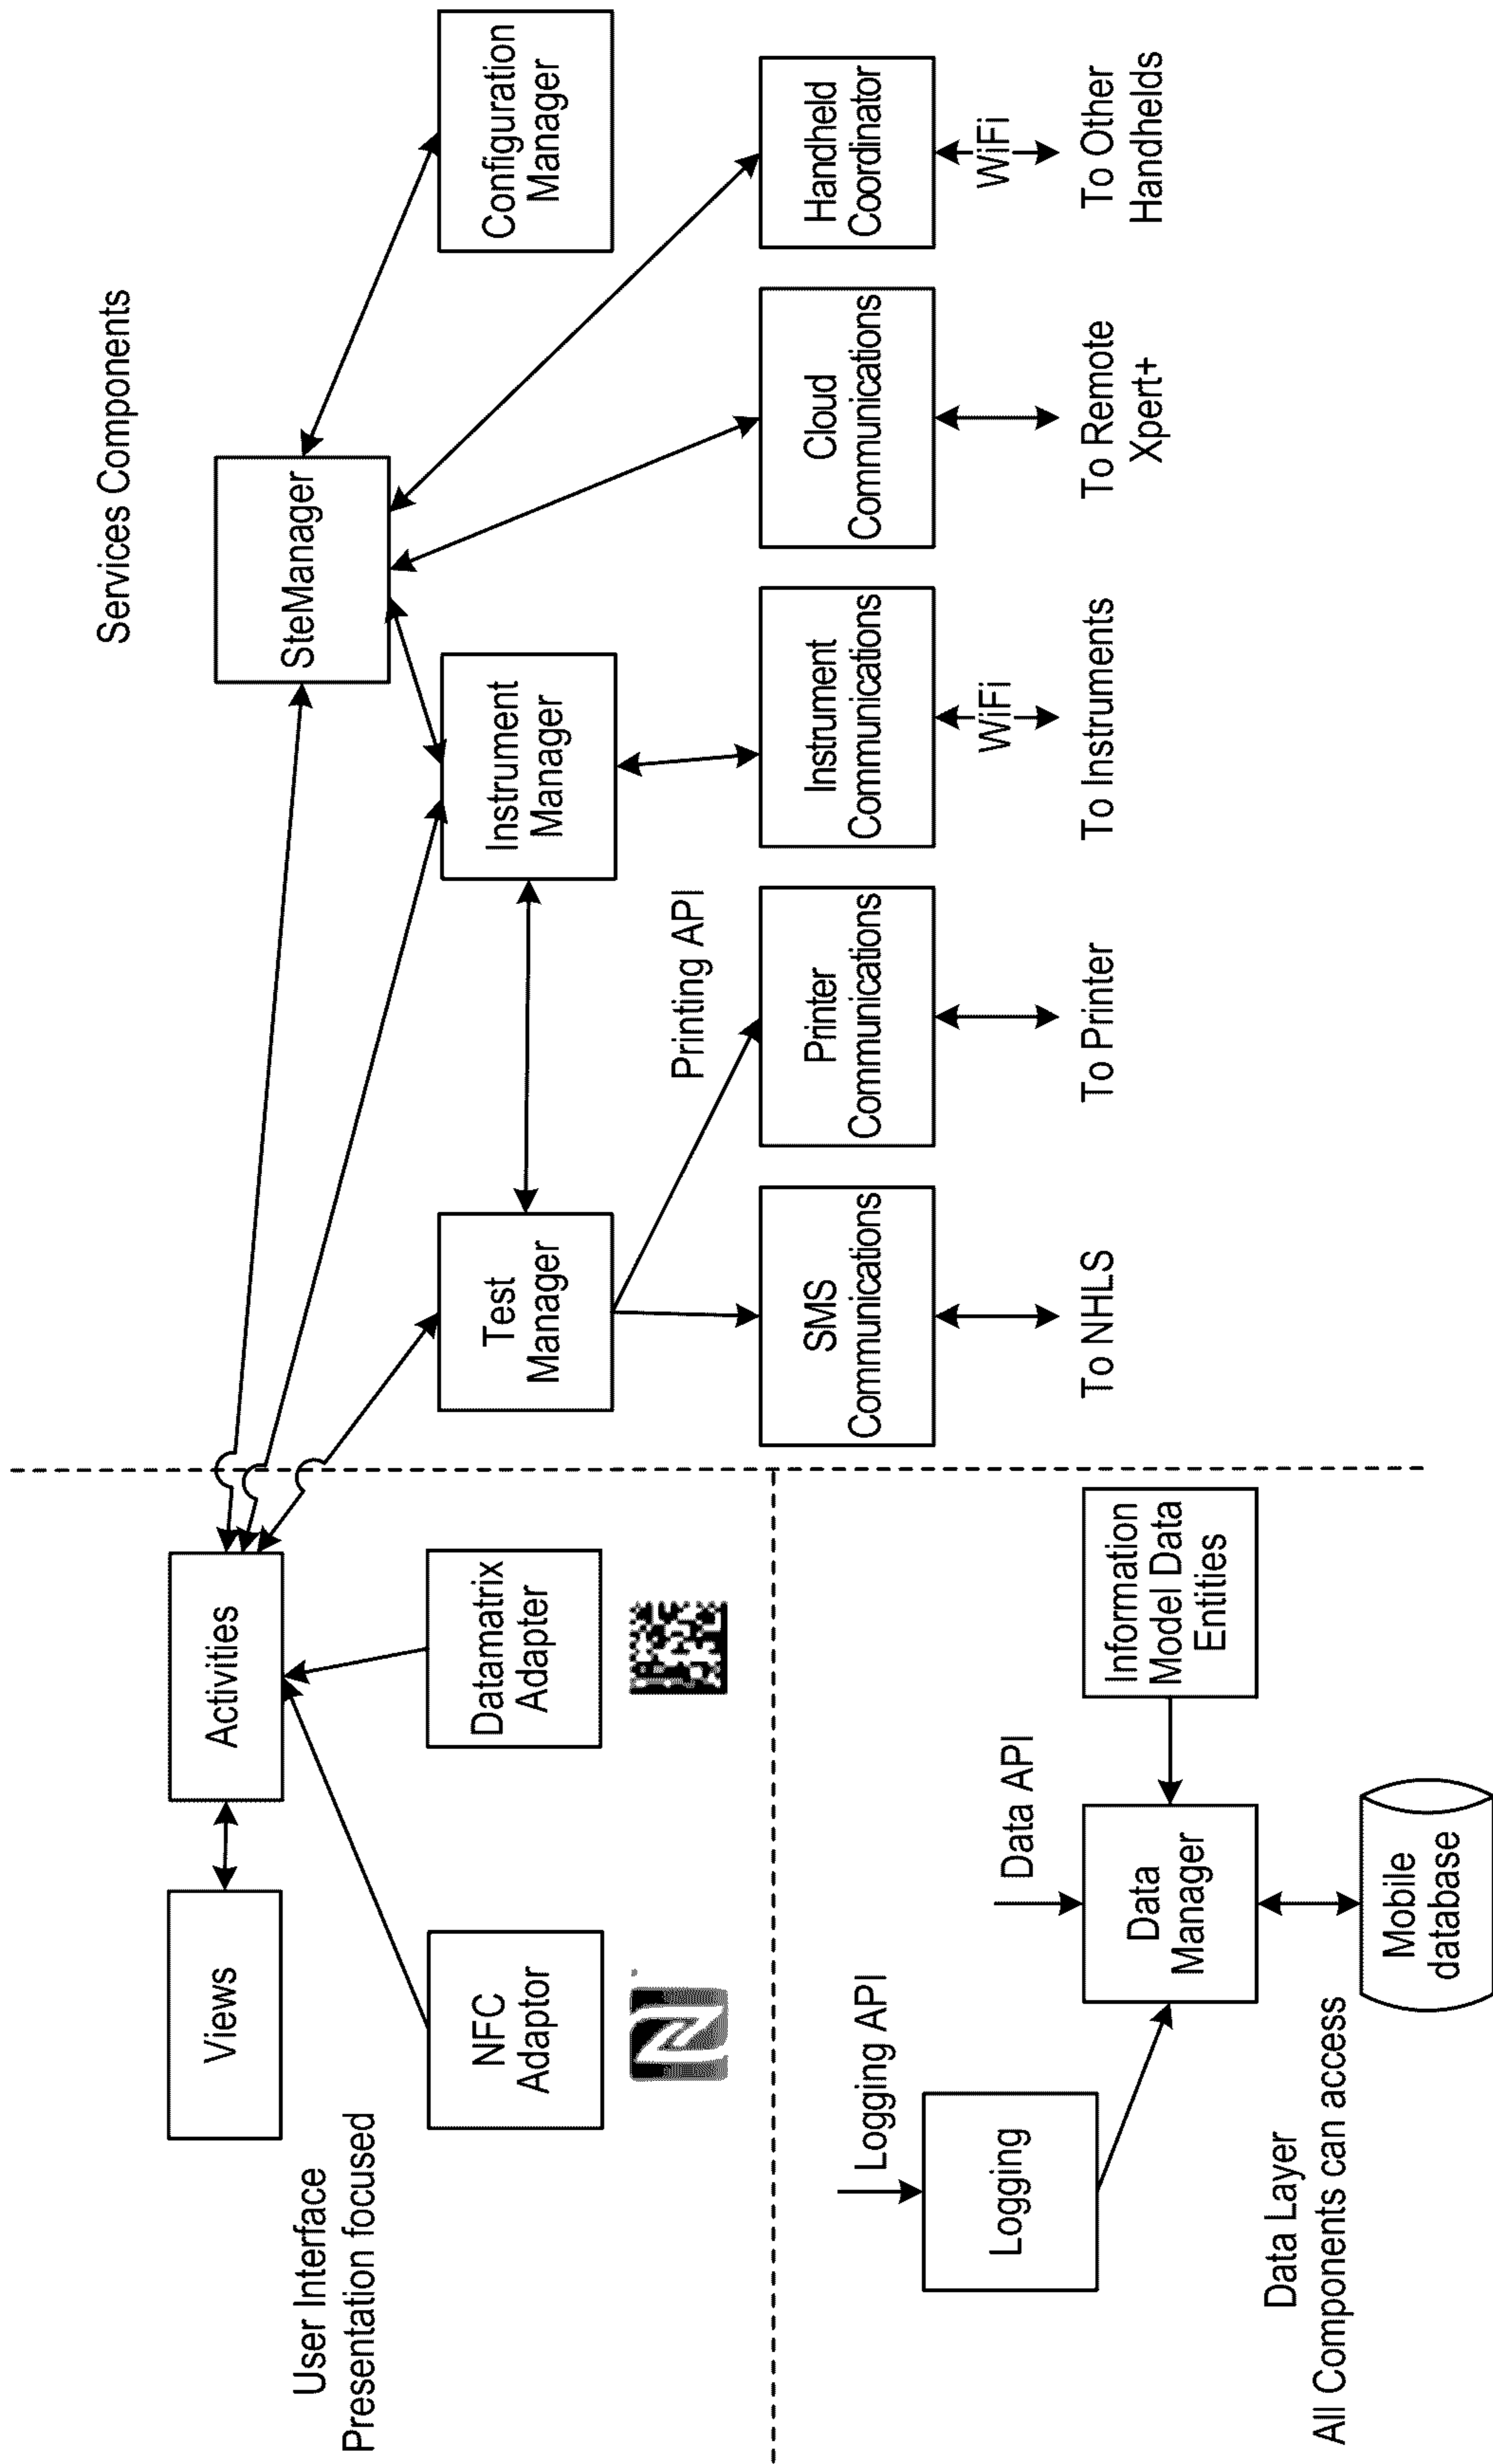 User Interface
Presentation focused
Views
Activities
NFC
Adaptor
Datamatrix
Adapter
Services Components
SteManager
Configuration
Manager
Instrument
Manager
Test
Manager
Printing API
SMS
Communications
Printer
Communications
Instrument
Communications
Cloud
Communications
Handheld
Coordinator
WiFi
WiFi
To NHLS
To Printer
To Instruments
To Remote
Xpert+
To Other
Handhelds
Logging API
Logging
Data API
Data
Manager
Information
Model Data
Entities
Mobile
database
Data Layer
All Components can access